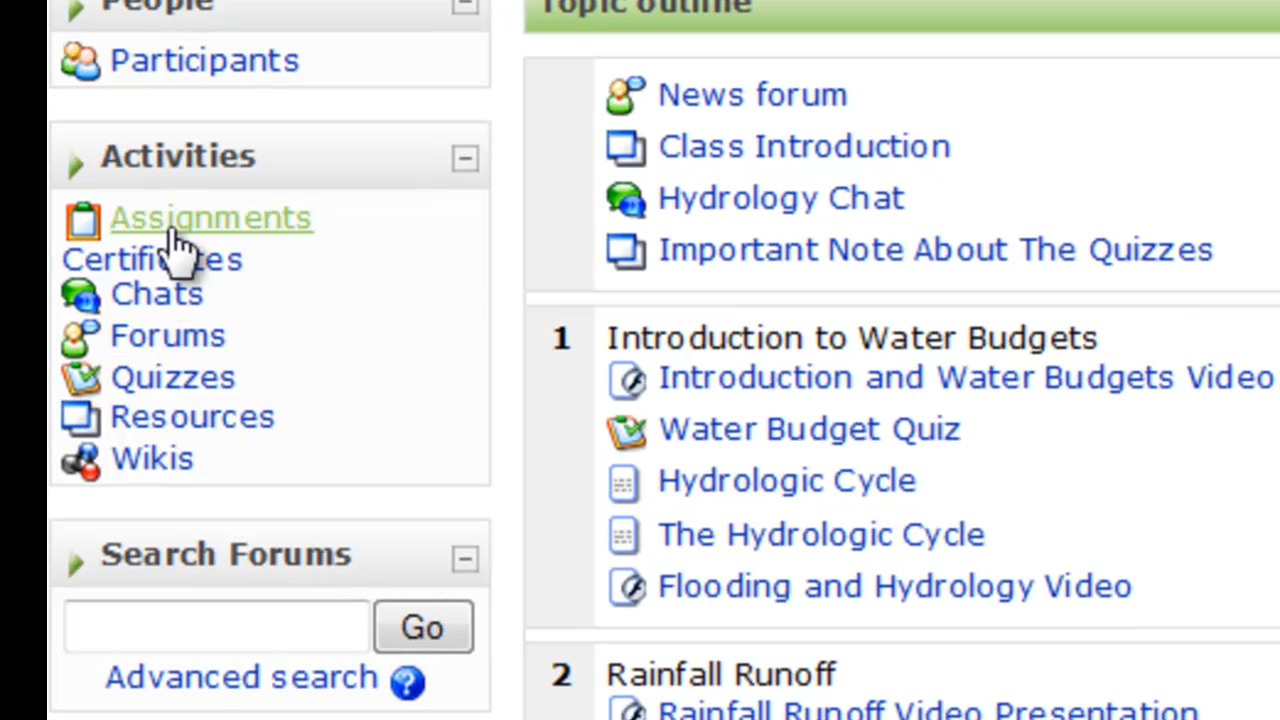 People
Participants
Activities
Assignments
Certificates
Chats
Forums
Quizzes
Resources
Wikis
Search Forums
Go
Advanced search
Topic outline
News forum
Class Introduction
Hydrology Chat
Important Note About The Quizzes
1 Introduction to Water Budgets
Introduction and Water Budgets Video
Water Budget Quiz
Hydrologic Cycle
The Hydrologic Cycle
Flooding and Hydrology Video
2 Rainfall Runoff
Rainfall Runoff Video Presentation